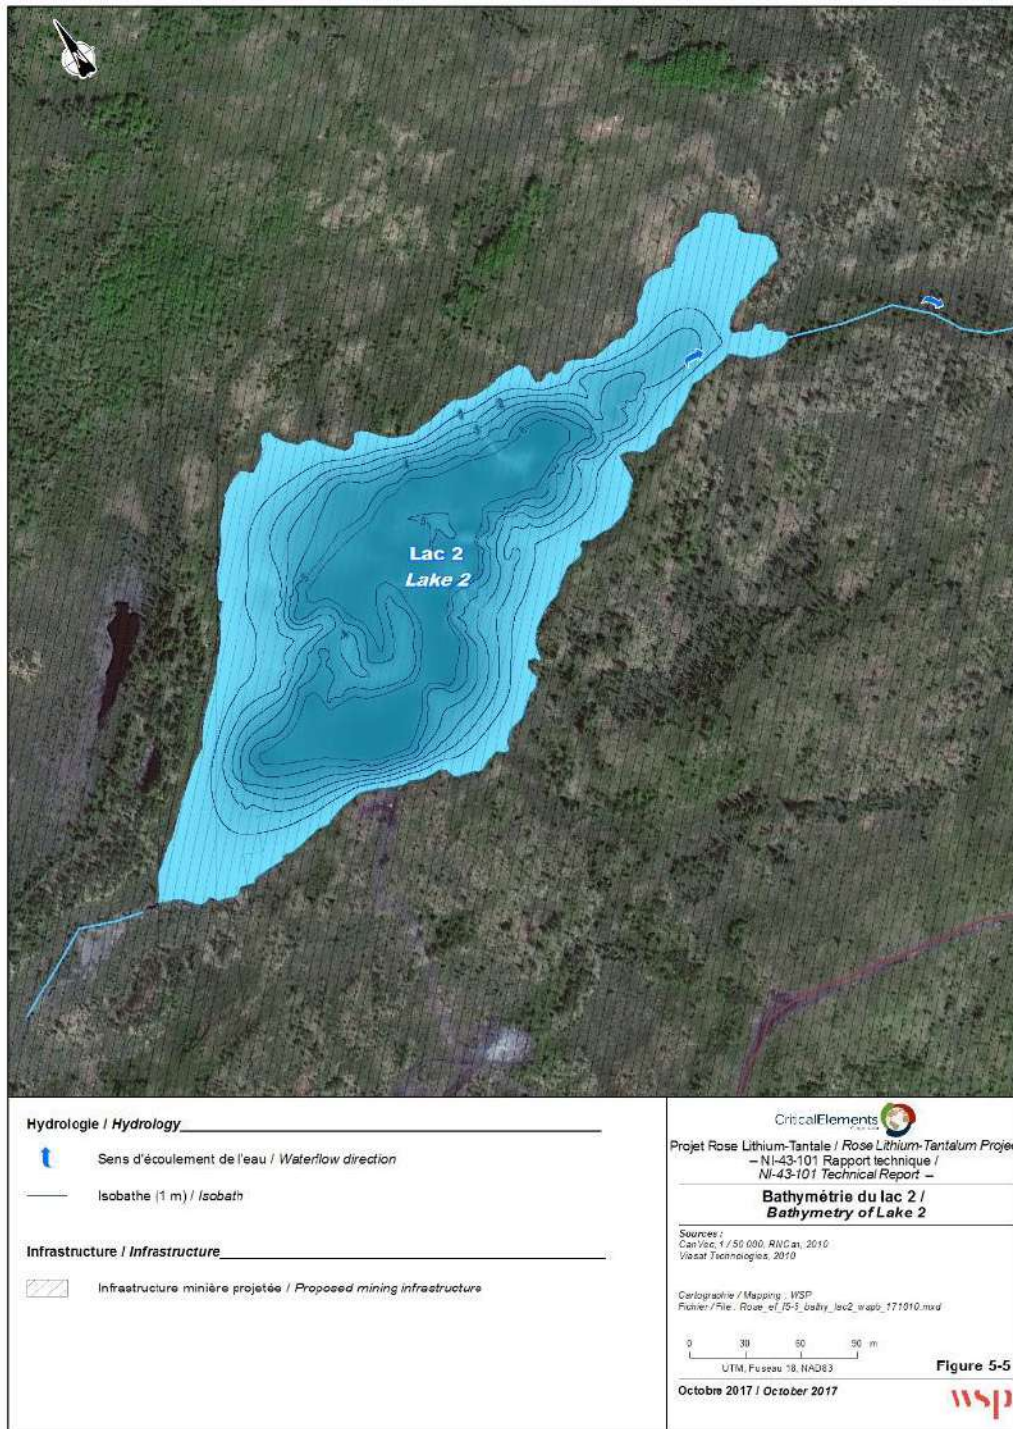 Lac 2
Lake 2
Hydrologie / Hydrology
Sens d'écoulement de l'eau / Waterflow direction
Isobathe (1 m) / Isobath
Infrastructure / Infrastructure
Infrastructure minière projetée / Proposed mining infrastructure
CriticalElements
Projet Rose Lithium-Tantale / Rose Lithium-Tantalum Projec
– NI-43-101 Rapport technique /
NI-43-101 Technical Report –
Bathymétrie du lac 2 /
Bathymetry of Lake 2
Sources :
CanVec, 1 / 50 000, RNCan, 2010
Viasat Technologies, 2010
Cartographie / Mapping : WSP
Fichier / File :
0 30 60 90 m
UTM, Fuseau 18, NAD83
Figure 5-5
Octobre 2017 / October 2017
wsp